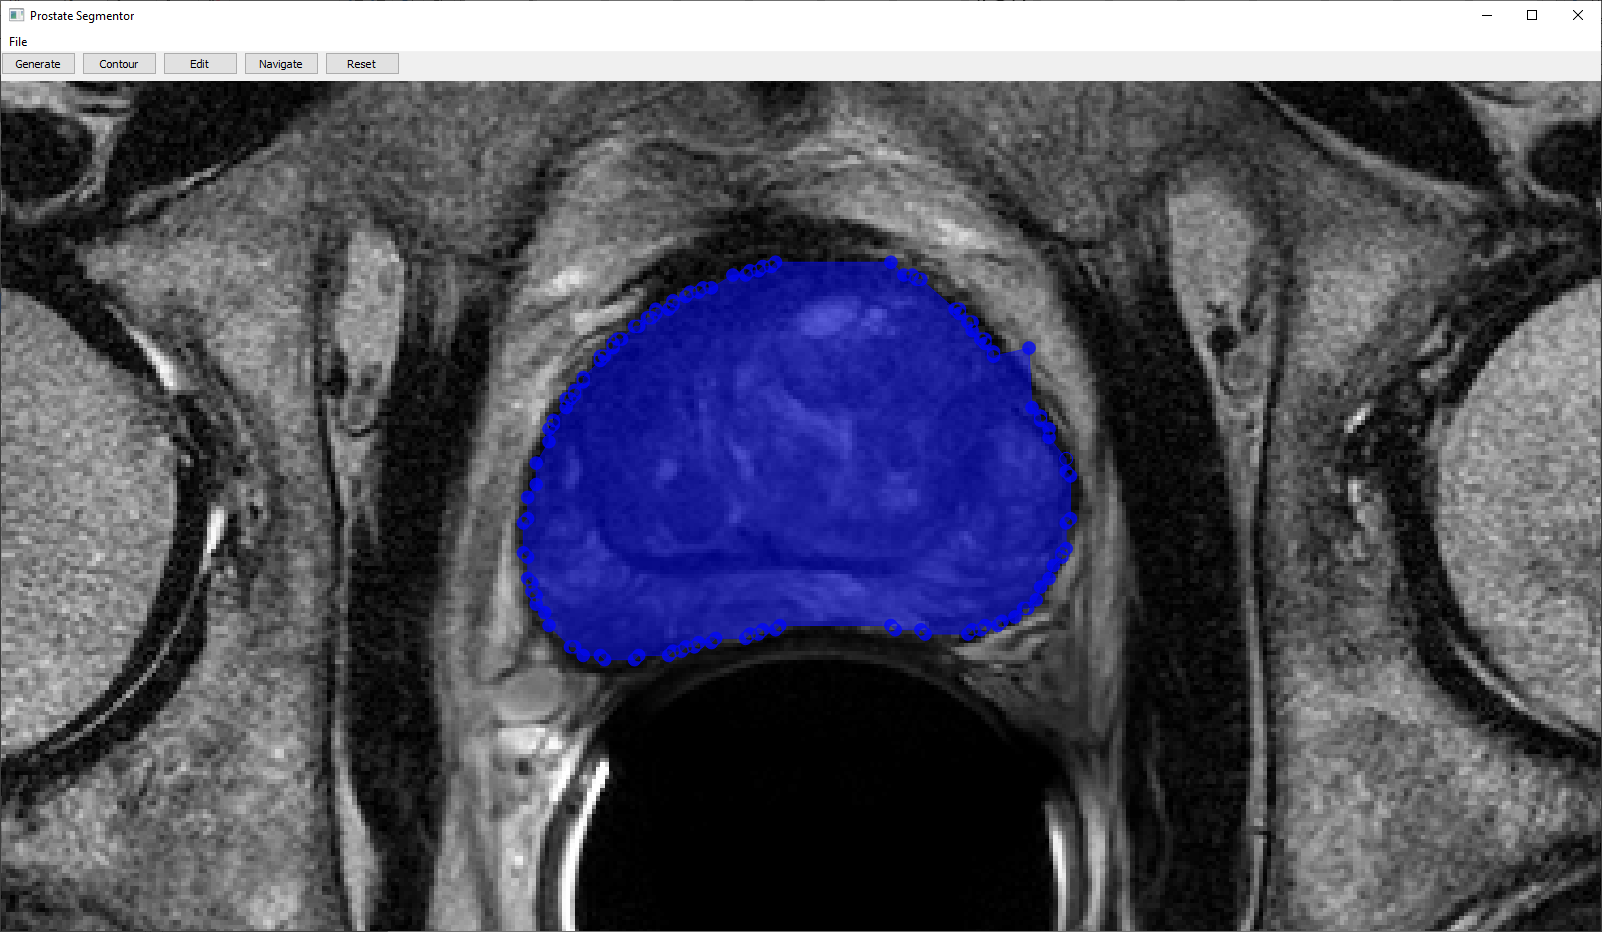 Prostate Segmentor
File
Generate Contour Edit Navigate Reset